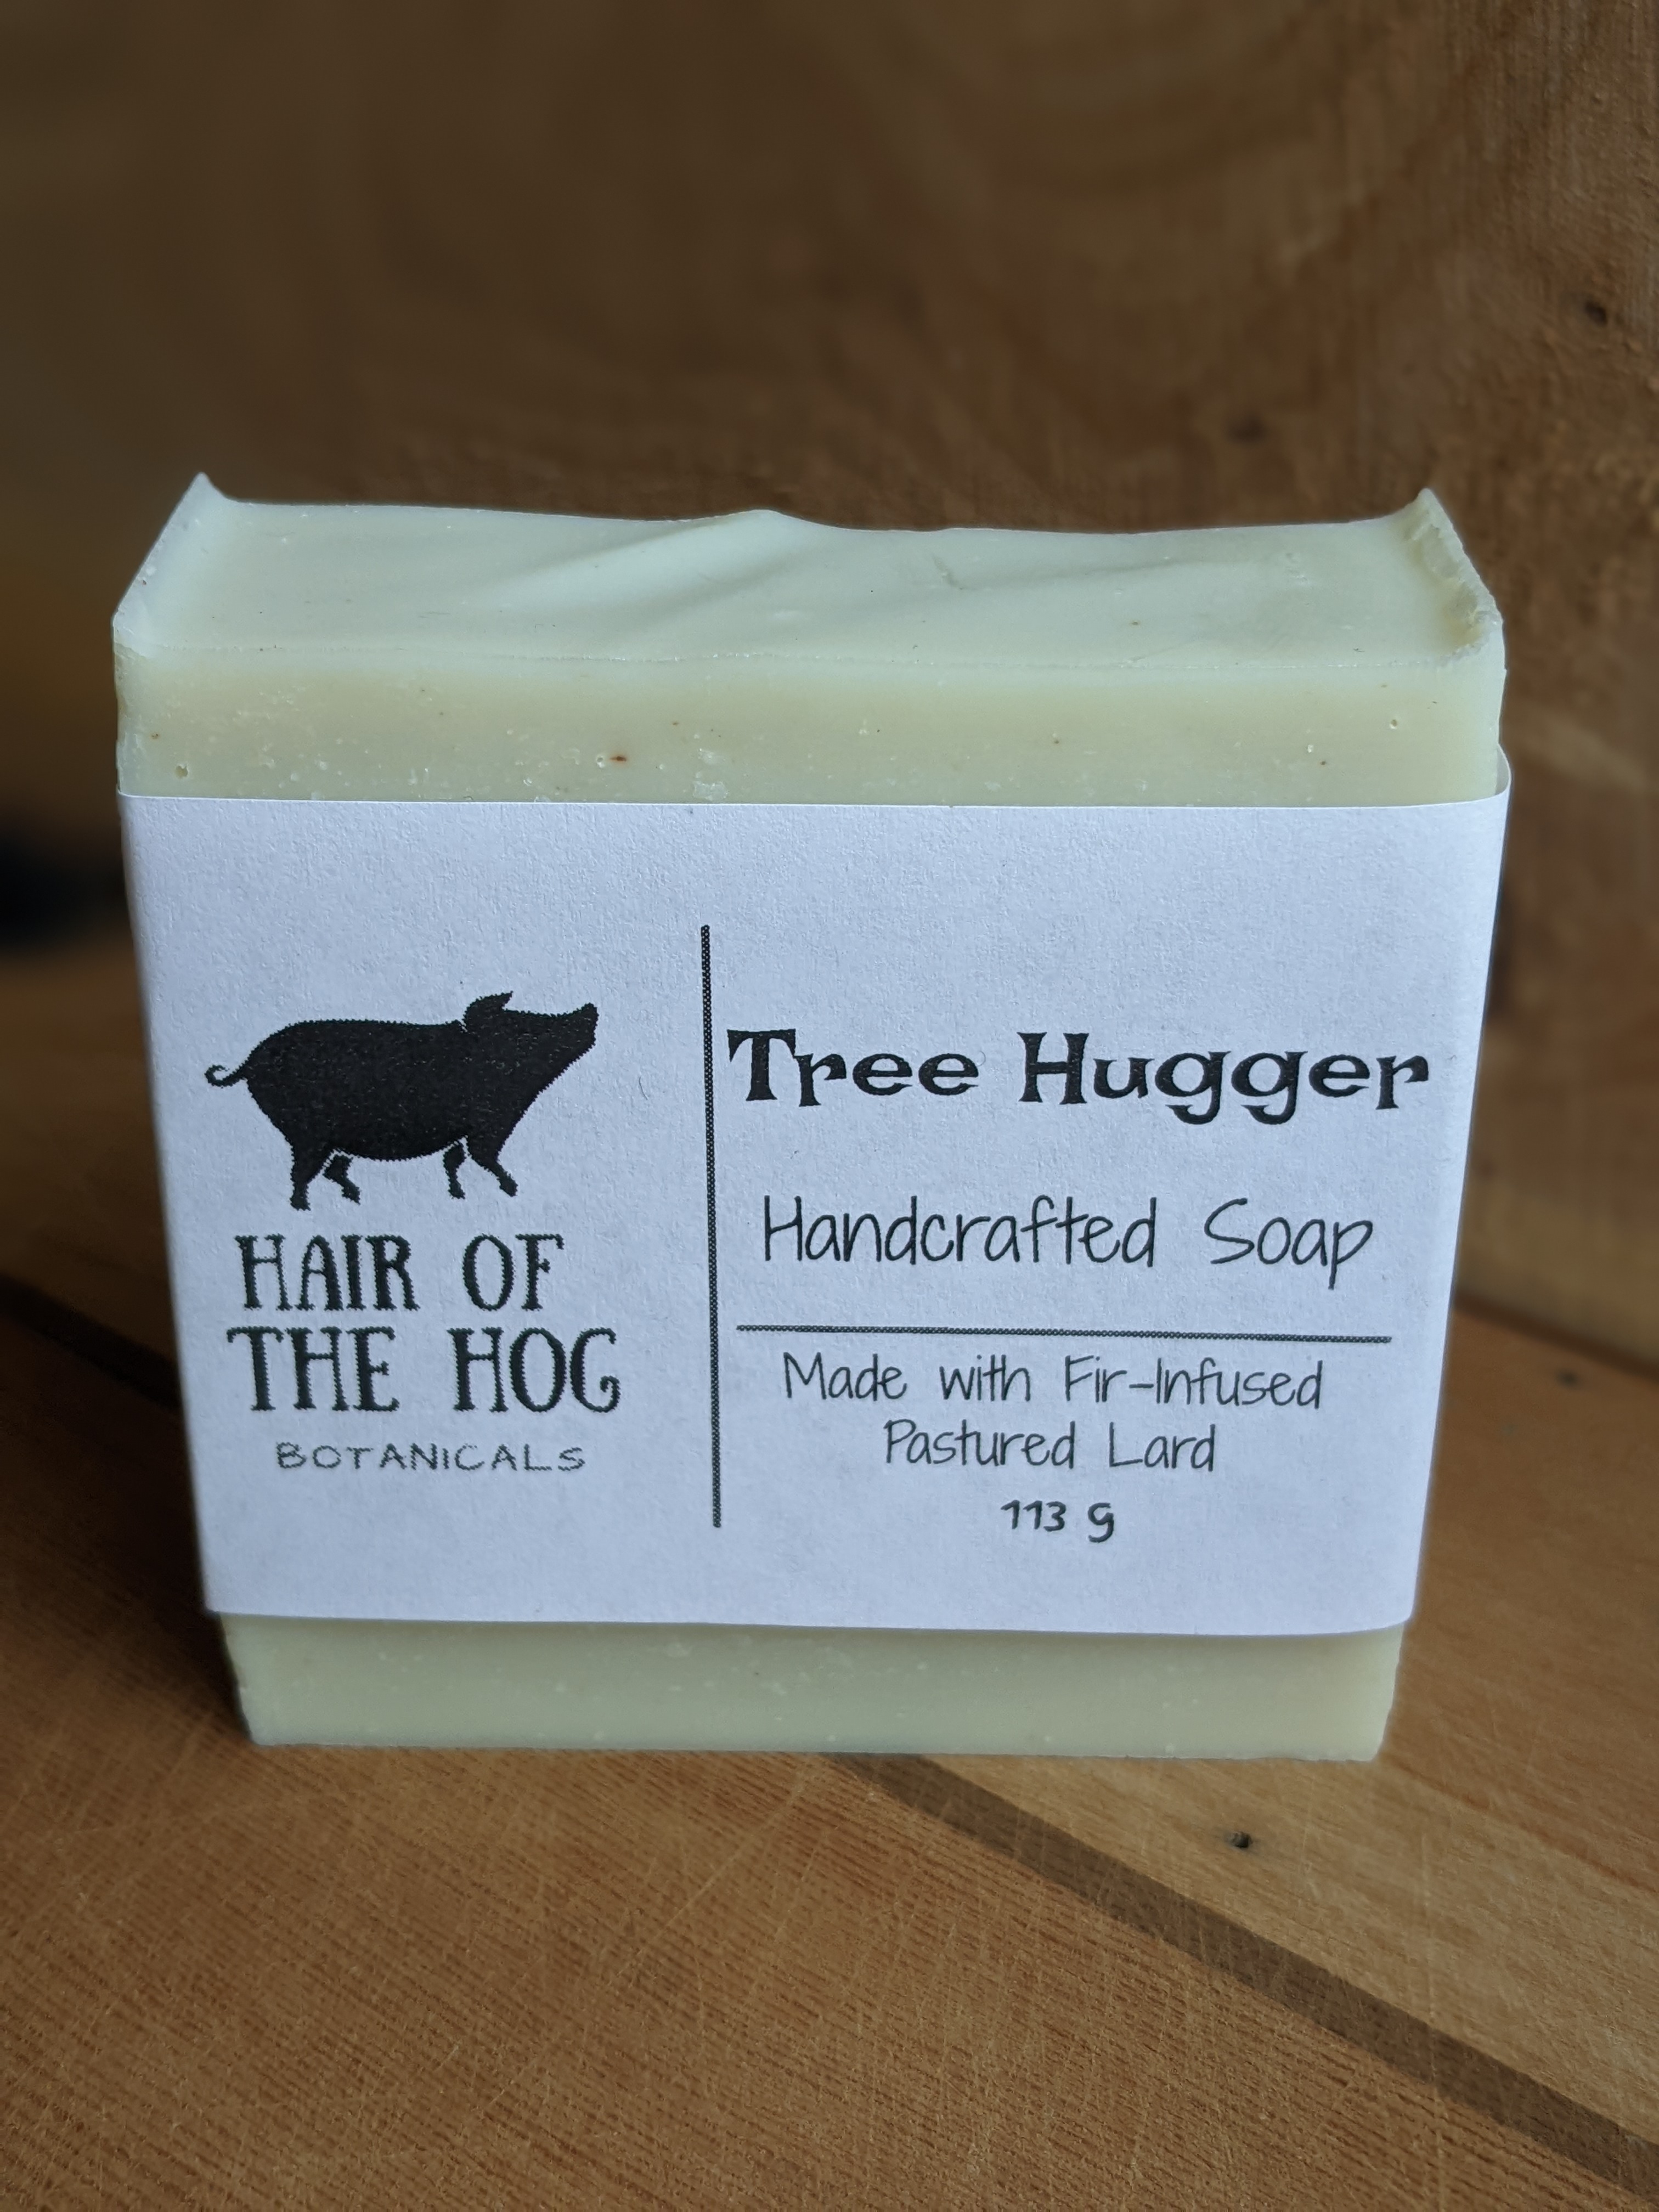 HAIR OF
THE HOG
BOTANICALS
Tree Hugger
Handcrafted Soap
Made with Fir-Infused
Pastured Lard
113 g